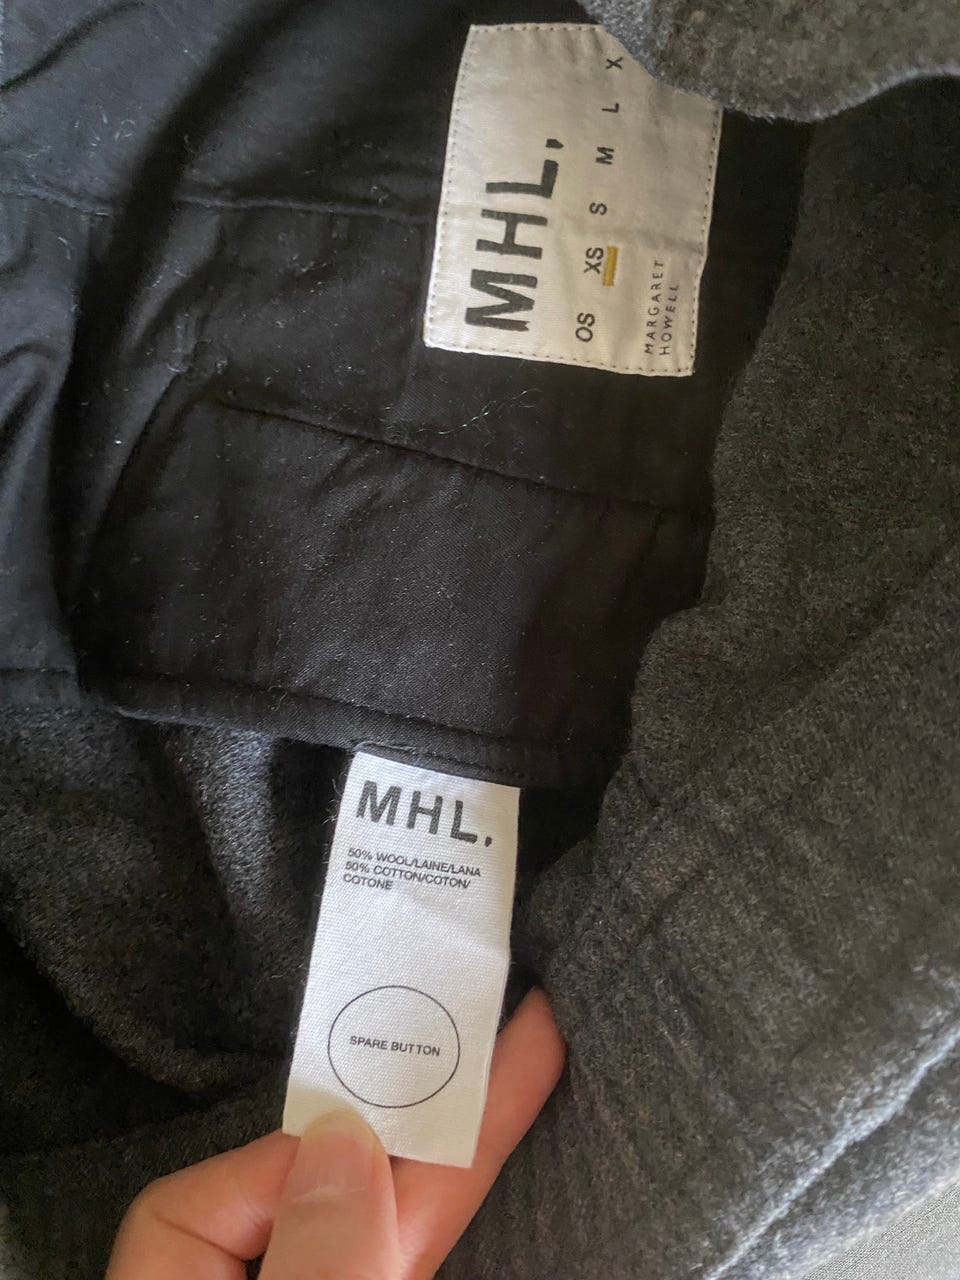 MHL.
OS XS S M L X
MARGARET
HOWELL
MHL.
50% WOOL/LAINE/LANA
50% COTTON/COTON/
COTONE
SPARE BUTTON